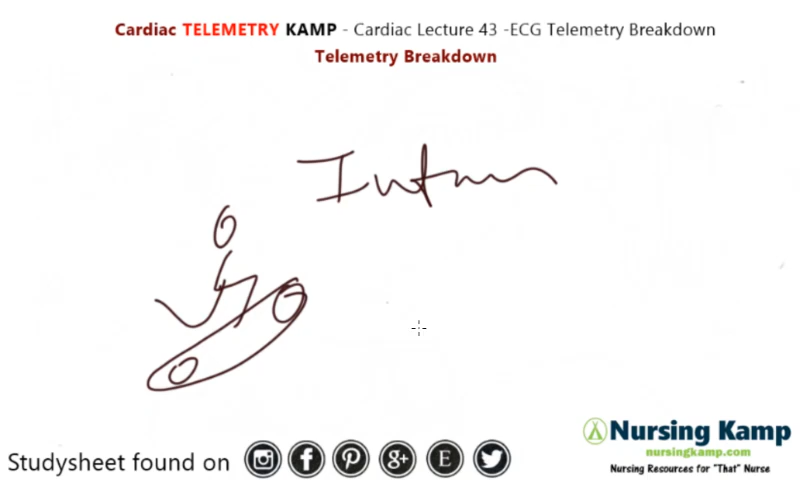 Cardiac TELEMETRY KAMP - Cardiac Lecture 43 -ECG Telemetry Breakdown
Telemetry Breakdown
Studysheet found on
Nursing Kamp
nursingkamp.com
Nursing Resources for "That" Nurse